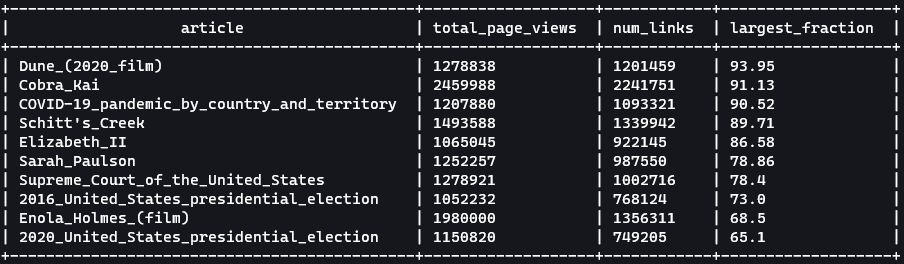 article | total_page_views | num_links | largest_fraction
Dune_(2020_film) | 1278838 | 1201459 | 93.95
Cobra_Kai | 2459988 | 2241751 | 91.13
COVID-19_pandemic_by_country_and_territory | 1207880 | 1093321 | 90.52
Schitt's_Creek | 1493588 | 1339942 | 89.71
Elizabeth_II | 1065045 | 922145 | 86.58
Sarah_Paulson | 1252257 | 987550 | 78.86
Supreme_Court_of_the_United_States | 1278921 | 1002716 | 78.4
2016_United_States_presidential_election | 1052232 | 768124 | 73.0
Enola_Holmes_(film) | 1980000 | 1356311 | 68.5
2020_United_States_presidential_election | 1150820 | 749205 | 65.1